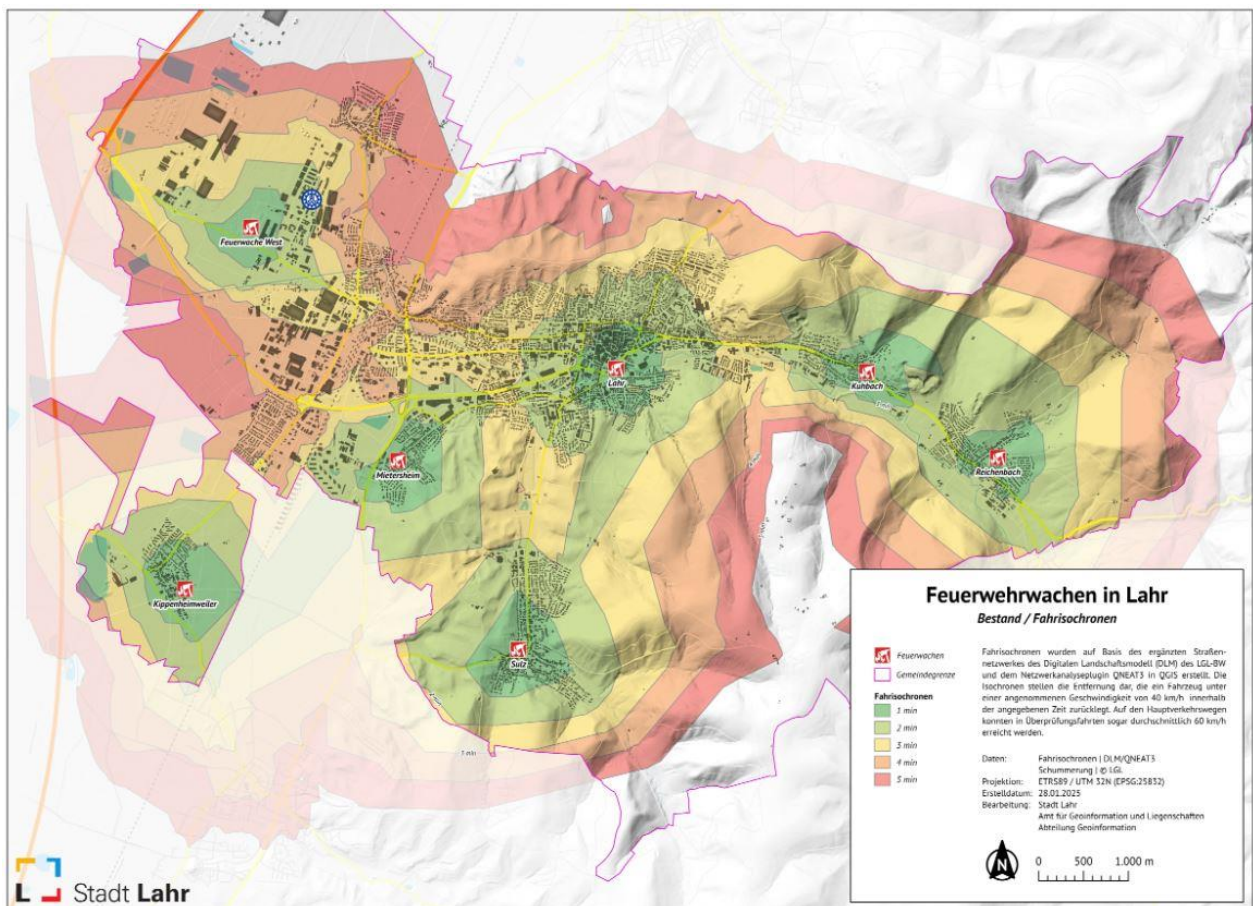 Feuerwache West
Lahr
Kuhbach
Reichenbach
Mietersheim
Kippenheimweiler
Sulz
2 min
5 min
Feuerwehrwachen in Lahr
Bestand / Fahrisochronen
Feuerwachen
Gemeindegrenze
Fahrisochronen
1 min
2 min
3 min
4 min
5 min
Fahrisochronen wurden auf Basis des ergänzten Straßen-
netzwerkes des Digitalen Landschaftsmodell (DLM) des LGL-BW
und dem Netzwerkanalyseplugin QNEAT3 in QGIS erstellt. Die
Isochronen stellen die Entfernung dar, die ein Fahrzeug unter
einer angenommenen Geschwindigkeit von 40 km/h innerhalb
der angegebenen Zeit zurücklegt. Auf den Hauptverkehrswegen
konnten in Überprüfungsfahrten sogar durchschnittlich 60 km/h
erreicht werden.
Daten: Fahrisochronen | DLM/QNEAT3
Schummerung | © LGL
Projektion: ETRS89 / UTM 32N (EPSG:25832)
Erstelldatum: 28.01.2025
Bearbeitung: Stadt Lahr
Amt für Geoinformation und Liegenschaften
Abteilung Geoinformation
N
0 500 1.000 m
L Stadt Lahr